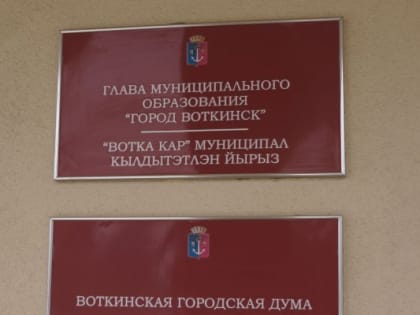 ГЛАВА МУНИЦИПАЛЬНОГО
ОБРАЗОВАНИЯ
“ГОРОД ВОТКИНСК”
“ВОТКА КАР” МУНИЦИПАЛ
КЫЛДЫТЭТЛЭН ЙЫРЫЗ
ВОТКИНСКАЯ ГОРОДСКАЯ ДУМА